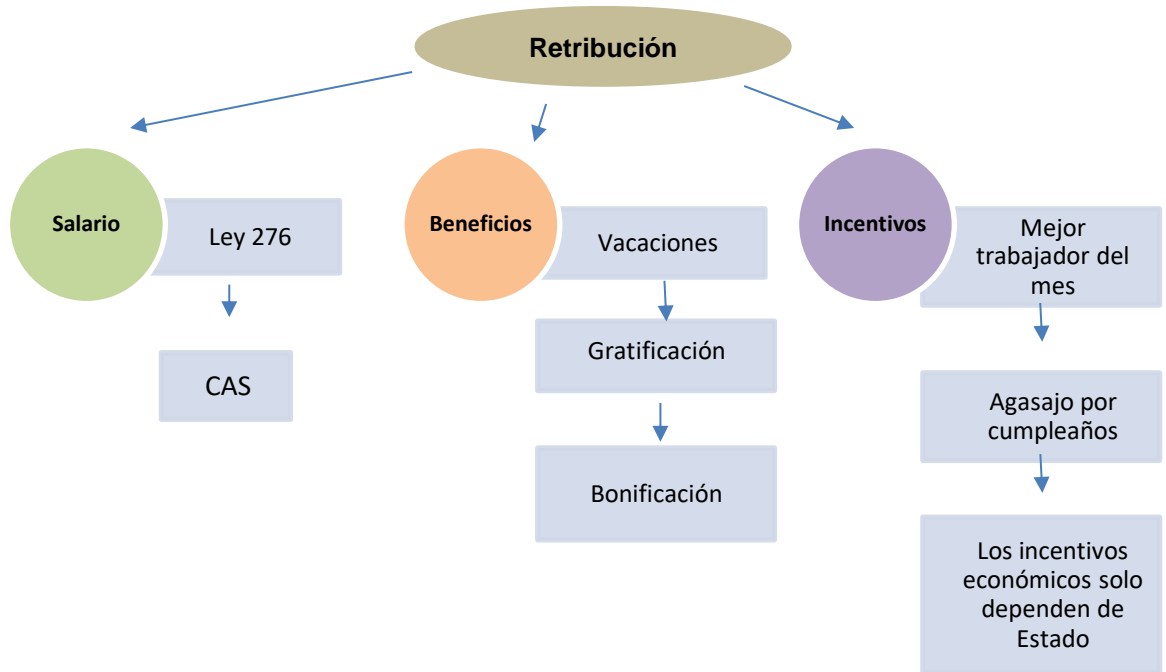 Retribución
Salario
Ley 276
CAS
Beneficios
Vacaciones
Gratificación
Bonificación
Incentivos
Mejor
trabajador del
mes
Agasajo por
cumpleaños
Los incentivos
económicos solo
dependen de
Estado